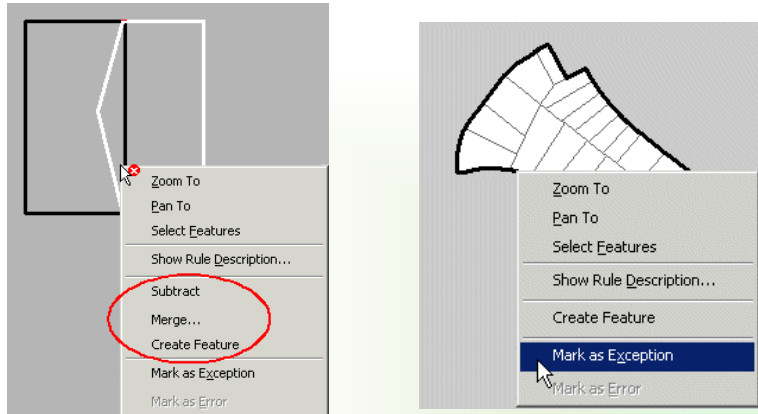 Zoom To
Pan To
Select Features
Show Rule Description...
Subtract
Merge...
Create Feature
Mark as Exception
Mark as Error
Zoom To
Pan To
Select Features
Show Rule Description...
Create Feature
Mark as Exception
Mark as Error